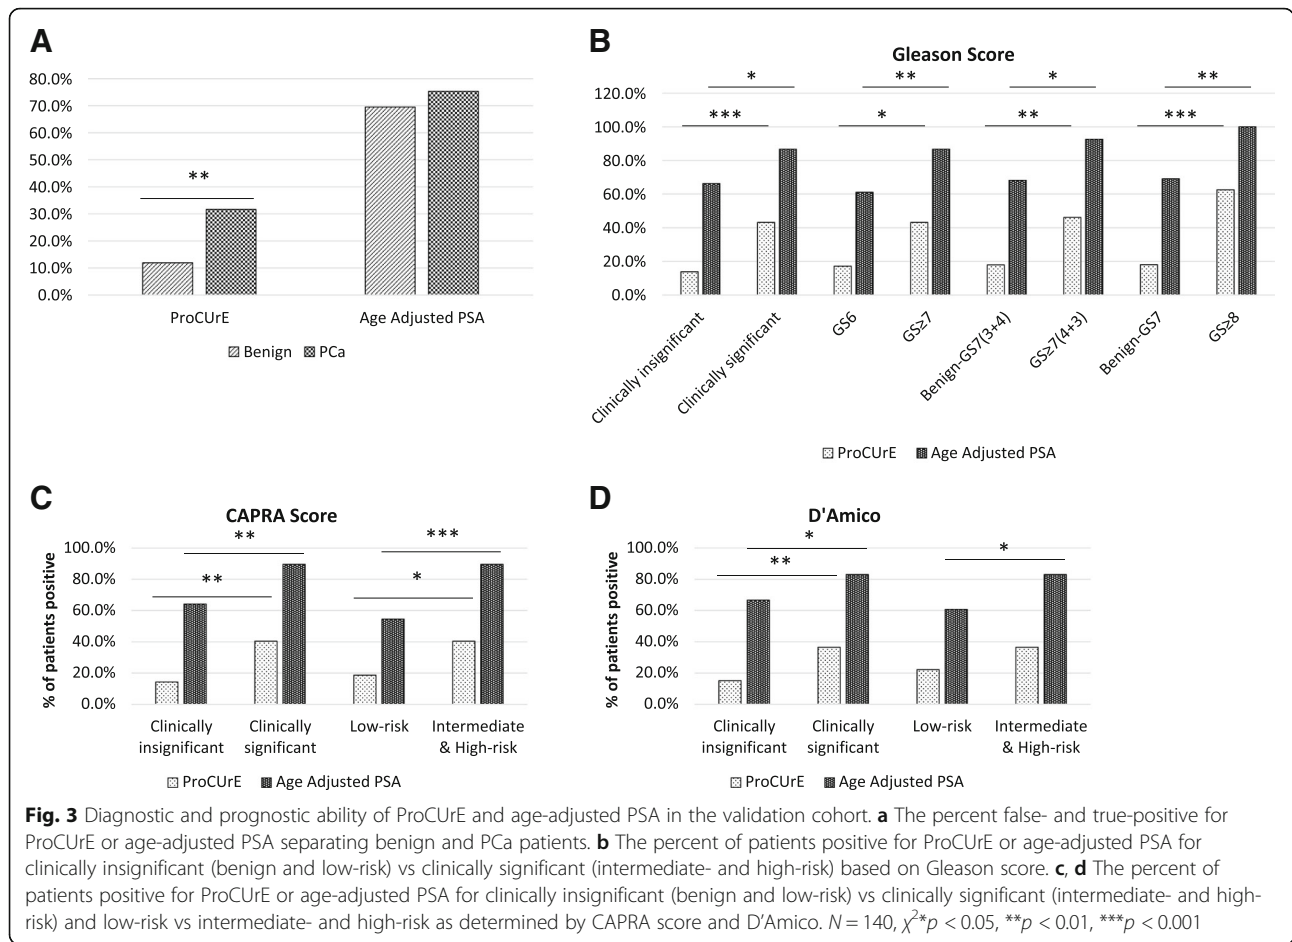 A
80.0%
70.0%
60.0%
50.0%
40.0%
30.0%
20.0%
10.0%
0.0%
**
ProCUrE
Age Adjusted PSA
Benign PCa
B
Gleason Score
120.0%
100.0%
80.0%
60.0%
40.0%
20.0%
0.0%
* ** * **
*** * ** ***
Clinically insignificant
Clinically significant
GS6
GS≥7
Benign-GS7(3+4)
GS≥7(4+3)
Benign-GS7
GS≥8
ProCUrE Age Adjusted PSA
C
CAPRA Score
% of patients positive
100.0%
80.0%
60.0%
40.0%
20.0%
0.0%
** ***
** *
Clinically insignificant
Clinically significant
Low-risk
Intermediate & High-risk
ProCUrE Age Adjusted PSA
D
D'Amico
% of patients positive
100.0%
80.0%
60.0%
40.0%
20.0%
0.0%
* *
**
Clinically insignificant
Clinically significant
Low-risk
Intermediate & High-risk
ProCUrE Age Adjusted PSA
Fig. 3 Diagnostic and prognostic ability of ProCUrE and age-adjusted PSA in the validation cohort. a The percent false- and true-positive for
ProCUrE or age-adjusted PSA separating benign and PCa patients. b The percent of patients positive for ProCUrE or age-adjusted PSA for
clinically insignificant (benign and low-risk) vs clinically significant (intermediate- and high-risk) based on Gleason score. c, d The percent of
patients positive for ProCUrE or age-adjusted PSA for clinically insignificant (benign and low-risk) vs clinically significant (intermediate- and high-
risk) and low-risk vs intermediate- and high-risk as determined by CAPRA score and D’Amico. N = 140, χ²*p < 0.05, **p < 0.01, ***p < 0.001